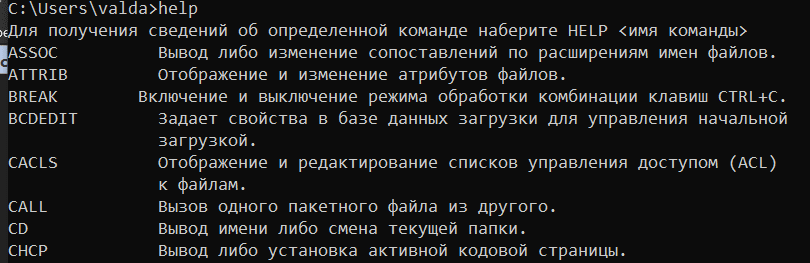 C:\Users\valda>help
Для получения сведений об определенной команде наберите HELP <имя команды>
ASSOC          Вывод либо изменение сопоставлений по расширениям имен файлов.
ATTRIB         Отображение и изменение атрибутов файлов.
BREAK        Включение и выключение режима обработки комбинации клавиш CTRL+C.
BCDEDIT        Задает свойства в базе данных загрузки для управления начальной
               загрузкой.
CACLS          Отображение и редактирование списков управления доступом (ACL)
               к файлам.
CALL           Вызов одного пакетного файла из другого.
CD             Вывод имени либо смена текущей папки.
CHCP           Вывод либо установка активной кодовой страницы.